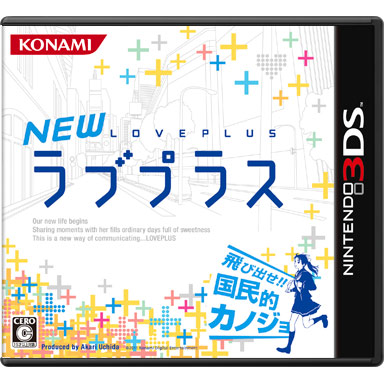 KONAMI
NEW LOVEPLUS
ラブプラス
Our new life begins
Sharing moments with her fills ordinary days full of sweetness
This is a new way of communicating...LOVEPLUS
飛び出せ!!
国民的
カノジョ
CERO
C
Produced by Akari Uchida
NINTENDO3DS